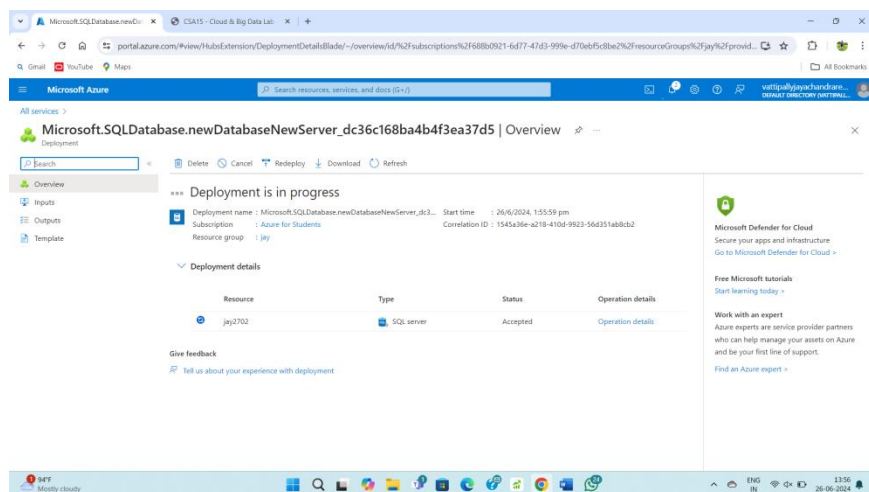 Microsoft.SQLDatabase.newDat
CSA15 - Cloud & Big Data Lab:
portal.azure.com/#view/HubsExtension/DeploymentDetailsBlade/~/overview/id/%2Fsubscriptions%2F688b0921-6d77-47d3-999e-d70ebf5c8be2%2FresourceGroups%2Fjay%2Fprovid...
Gmail YouTube Maps All Bookmarks
Microsoft Azure Search resources, services, and docs (G+/) vattipallyjayachandrare...
DEFAULT DIRECTORY (VATTIPALL...
All services >
Microsoft.SQLDatabase.newDatabaseNewServer_dc36c168ba4b4f3ea37d5 | Overview
Deployment
Search Delete Cancel Redeploy Download Refresh
Overview
Inputs
Outputs
Template
Deployment is in progress
Deployment name : Microsoft.SQLDatabase.newDatabaseNewServer_dc3... Start time : 26/6/2024, 1:55:59 pm
Subscription : Azure for Students Correlation ID : 1545a36e-a218-410d-9923-56d351ab8cb2
Resource group : jay
Deployment details
Resource Type Status Operation details
jay2702 SQL server Accepted Operation details
Give feedback
Tell us about your experience with deployment
Microsoft Defender for Cloud
Secure your apps and infrastructure
Go to Microsoft Defender for Cloud >
Free Microsoft tutorials
Start learning today >
Work with an expert
Azure experts are service provider partners
who can help manage your assets on Azure
and be your first line of support.
Find an Azure expert >
94°F
Mostly cloudy
ENG
IN
13:56
26-06-2024